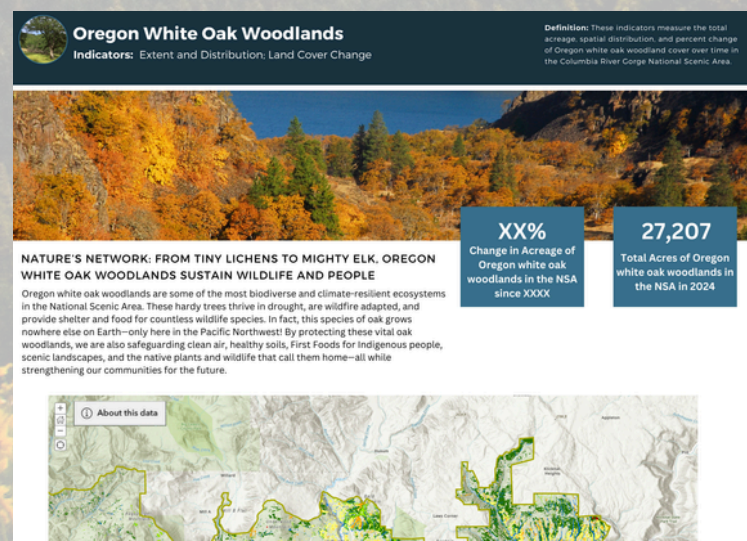 Oregon White Oak Woodlands
Indicators: Extent and Distribution; Land Cover Change
Definition: These indicators measure the total
acreage, spatial distribution, and percent change
of Oregon white oak woodland cover over time in
the Columbia River Gorge National Scenic Area.
XX%
Change in Acreage of
Oregon white oak
woodlands in the NSA
since XXXX
27,207
Total Acres of Oregon
white oak woodlands in
the NSA in 2024
NATURE'S NETWORK: FROM TINY LICHENS TO MIGHTY ELK, OREGON
WHITE OAK WOODLANDS SUSTAIN WILDLIFE AND PEOPLE
Oregon white oak woodlands are some of the most biodiverse and climate-resilient ecosystems
in the National Scenic Area. These hardy trees thrive in drought, are wildfire adapted, and
provide shelter and food for countless wildlife species. In fact, this species of oak grows
nowhere else on Earth—only here in the Pacific Northwest! By protecting these vital oak
woodlands, we are also safeguarding clean air, healthy soils, First Foods for Indigenous people,
scenic landscapes, and the native plants and wildlife that call them home—all while
strengthening our communities for the future.
About this data
Appleton
Willard
Mill A